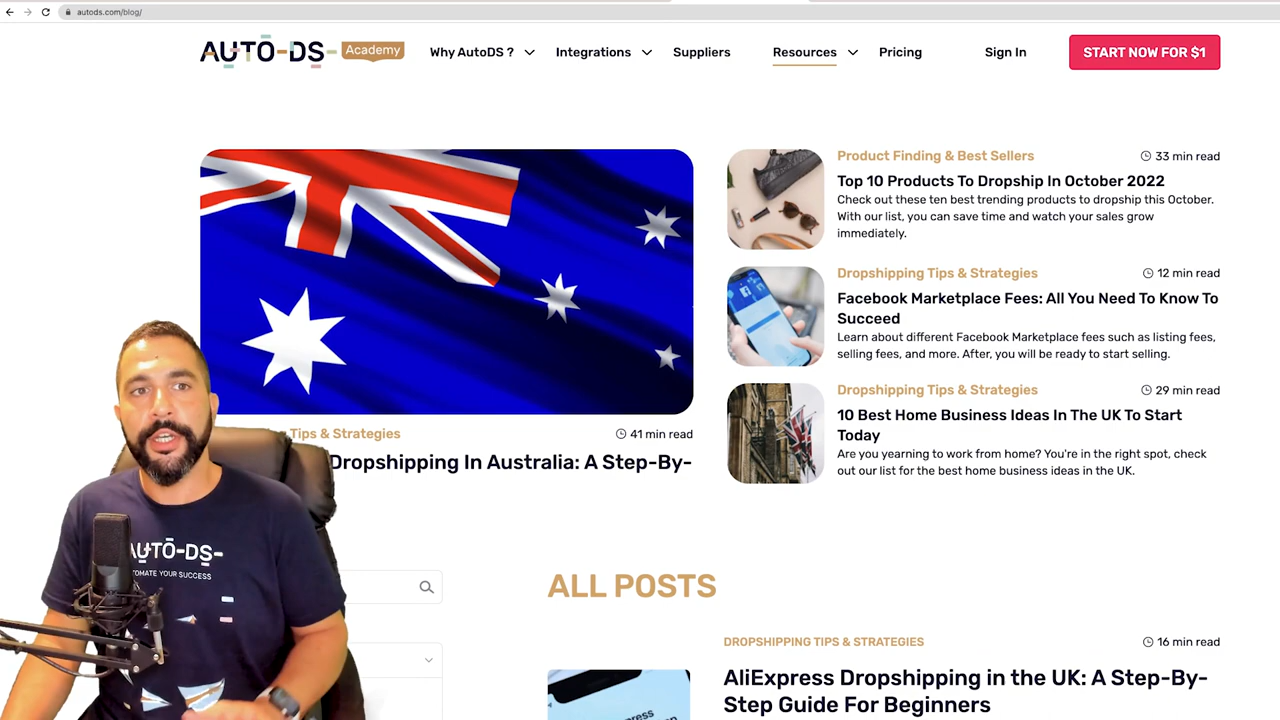 autods.com/blog/
AUTO-DS- Academy
Why AutoDS ?
Integrations
Suppliers
Resources
Pricing
Sign In
START NOW FOR $1
Tips & Strategies
41 min read
Dropshipping In Australia: A Step-By-
Product Finding & Best Sellers
33 min read
Top 10 Products To Dropship In October 2022
Check out these ten best trending products to dropship this October.
With our list, you can save time and watch your sales grow
immediately.
Dropshipping Tips & Strategies
12 min read
Facebook Marketplace Fees: All You Need To Know To
Succeed
Learn about different Facebook Marketplace fees such as listing fees,
selling fees, and more. After, you will be ready to start selling.
Dropshipping Tips & Strategies
29 min read
10 Best Home Business Ideas In The UK To Start
Today
Are you yearning to work from home? You're in the right spot, check
out our list for the best home business ideas in the UK.
ALL POSTS
DROPSHIPPING TIPS & STRATEGIES
16 min read
AliExpress Dropshipping in the UK: A Step-By-
Step Guide For Beginners
AUTO-DS-
AUTOMATE YOUR SUCCESS